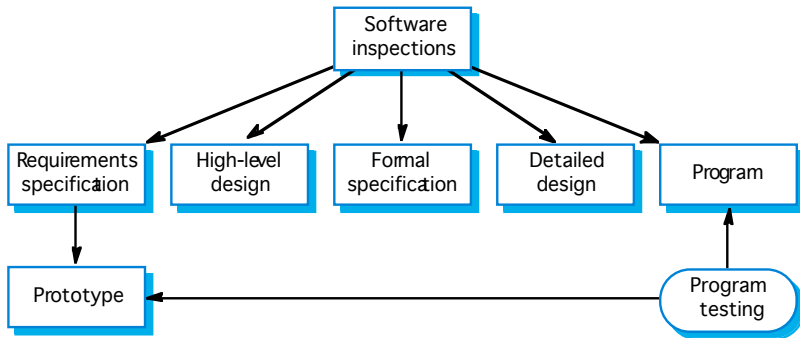 Software
inspections
Requirements
specification
High-level
design
Formal
specification
Detailed
design
Program
Prototype
Program
testing